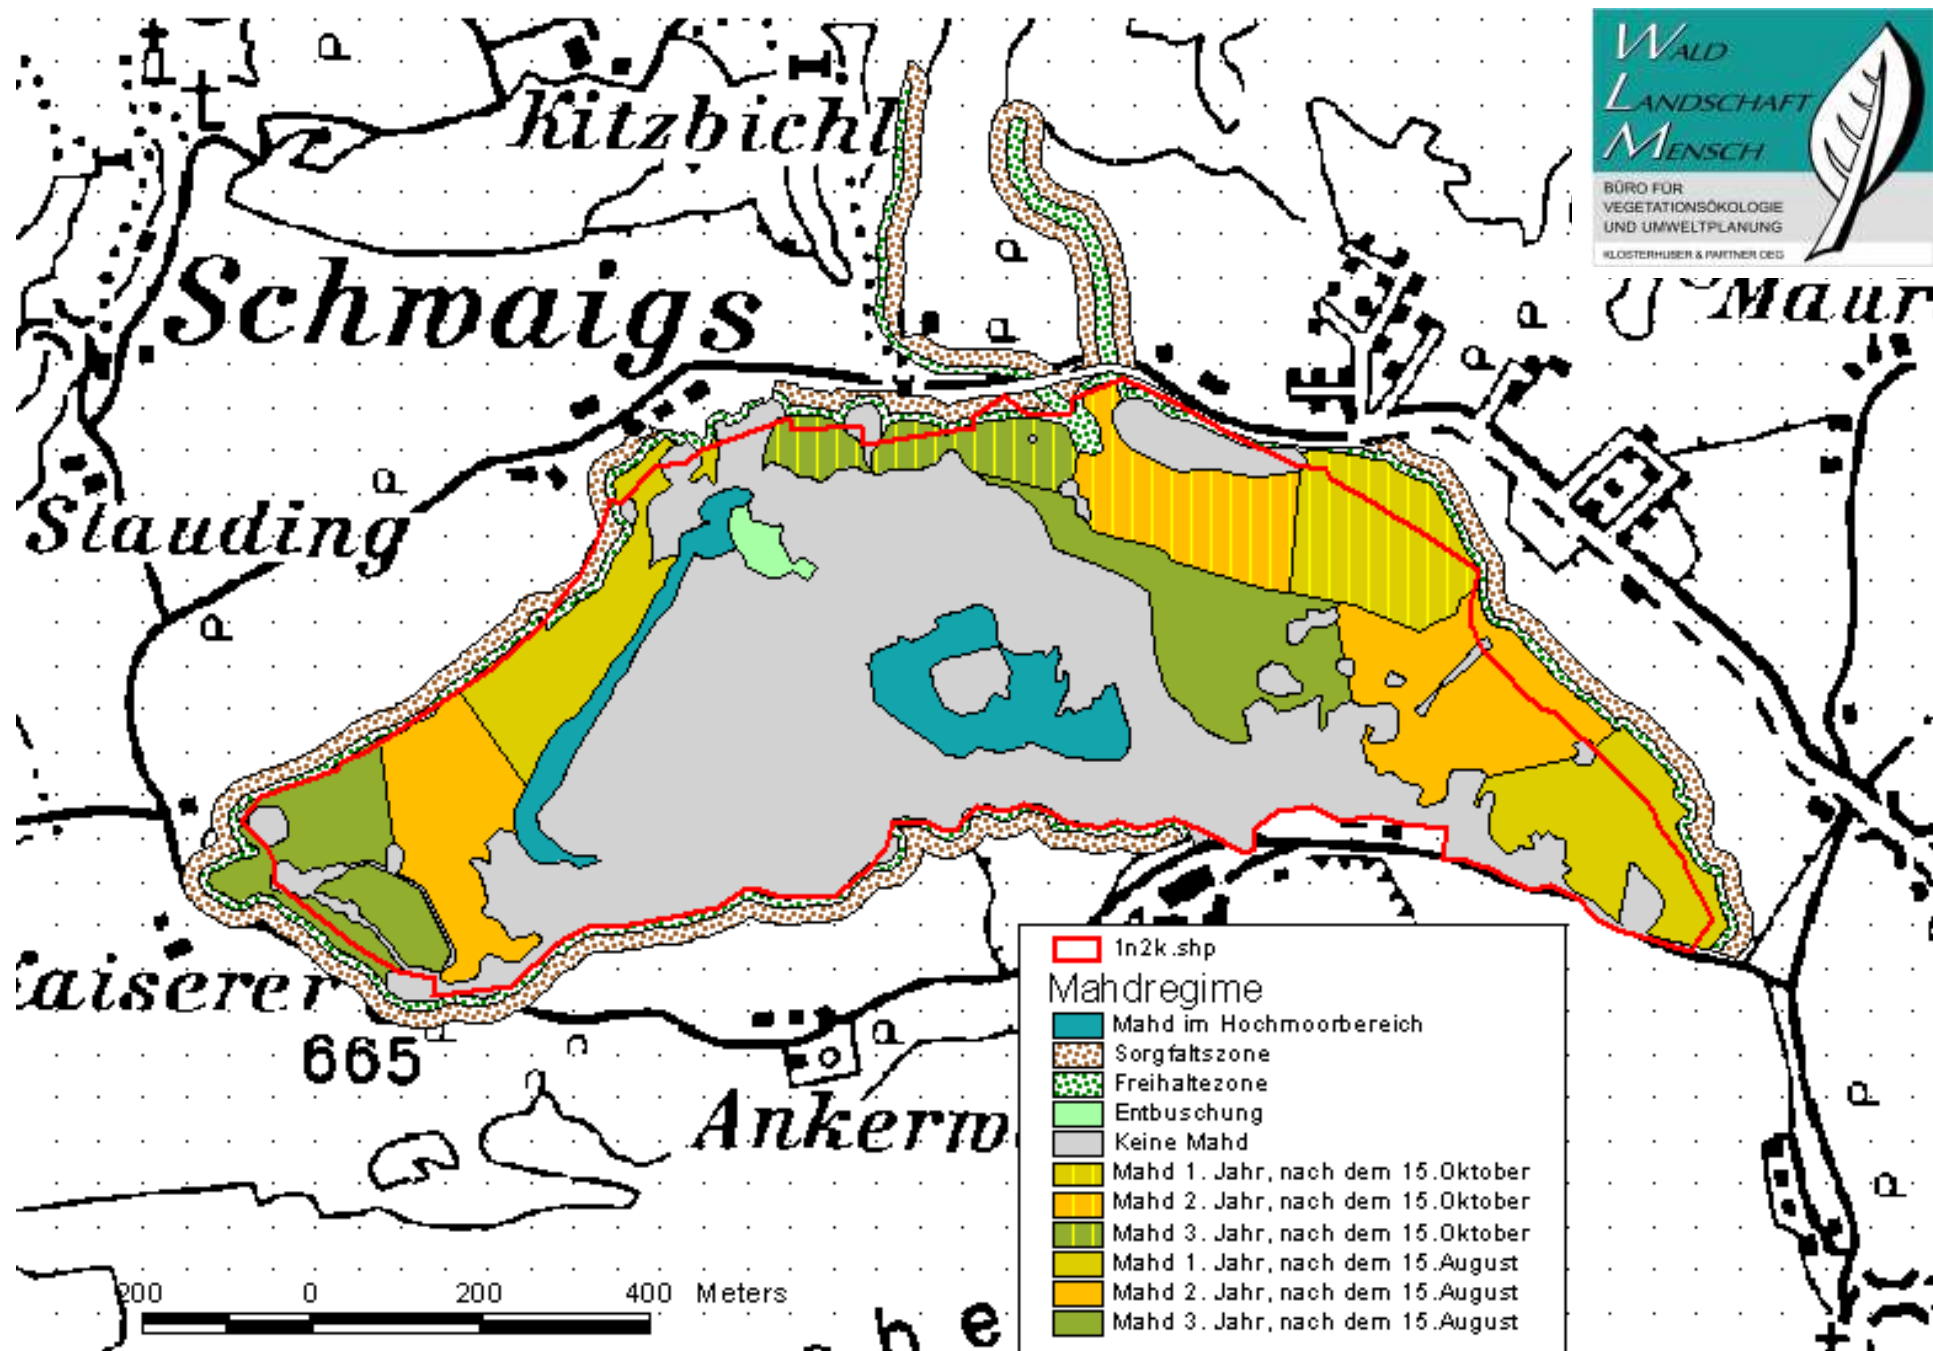 WALD
LANDSCHAFT
MENSCH
BÜRO FÜR
VEGETATIONSÖKOLOGIE
UND UMWELTPLANUNG
KLOSTERHUBER & PARTNER OEG
Kitzbichl
Schwaigs
Maur
Stauding
aiserer
665
Ankerw
he
1n2k.shp
Mahdregime
Mahd im Hochmoorbereich
Sorgfaltszone
Freihaltezone
Entbuschung
Keine Mahd
Mahd 1. Jahr, nach dem 15.Oktober
Mahd 2. Jahr, nach dem 15.Oktober
Mahd 3. Jahr, nach dem 15.Oktober
Mahd 1. Jahr, nach dem 15.August
Mahd 2. Jahr, nach dem 15.August
Mahd 3. Jahr, nach dem 15.August
200 0 200 400 Meters